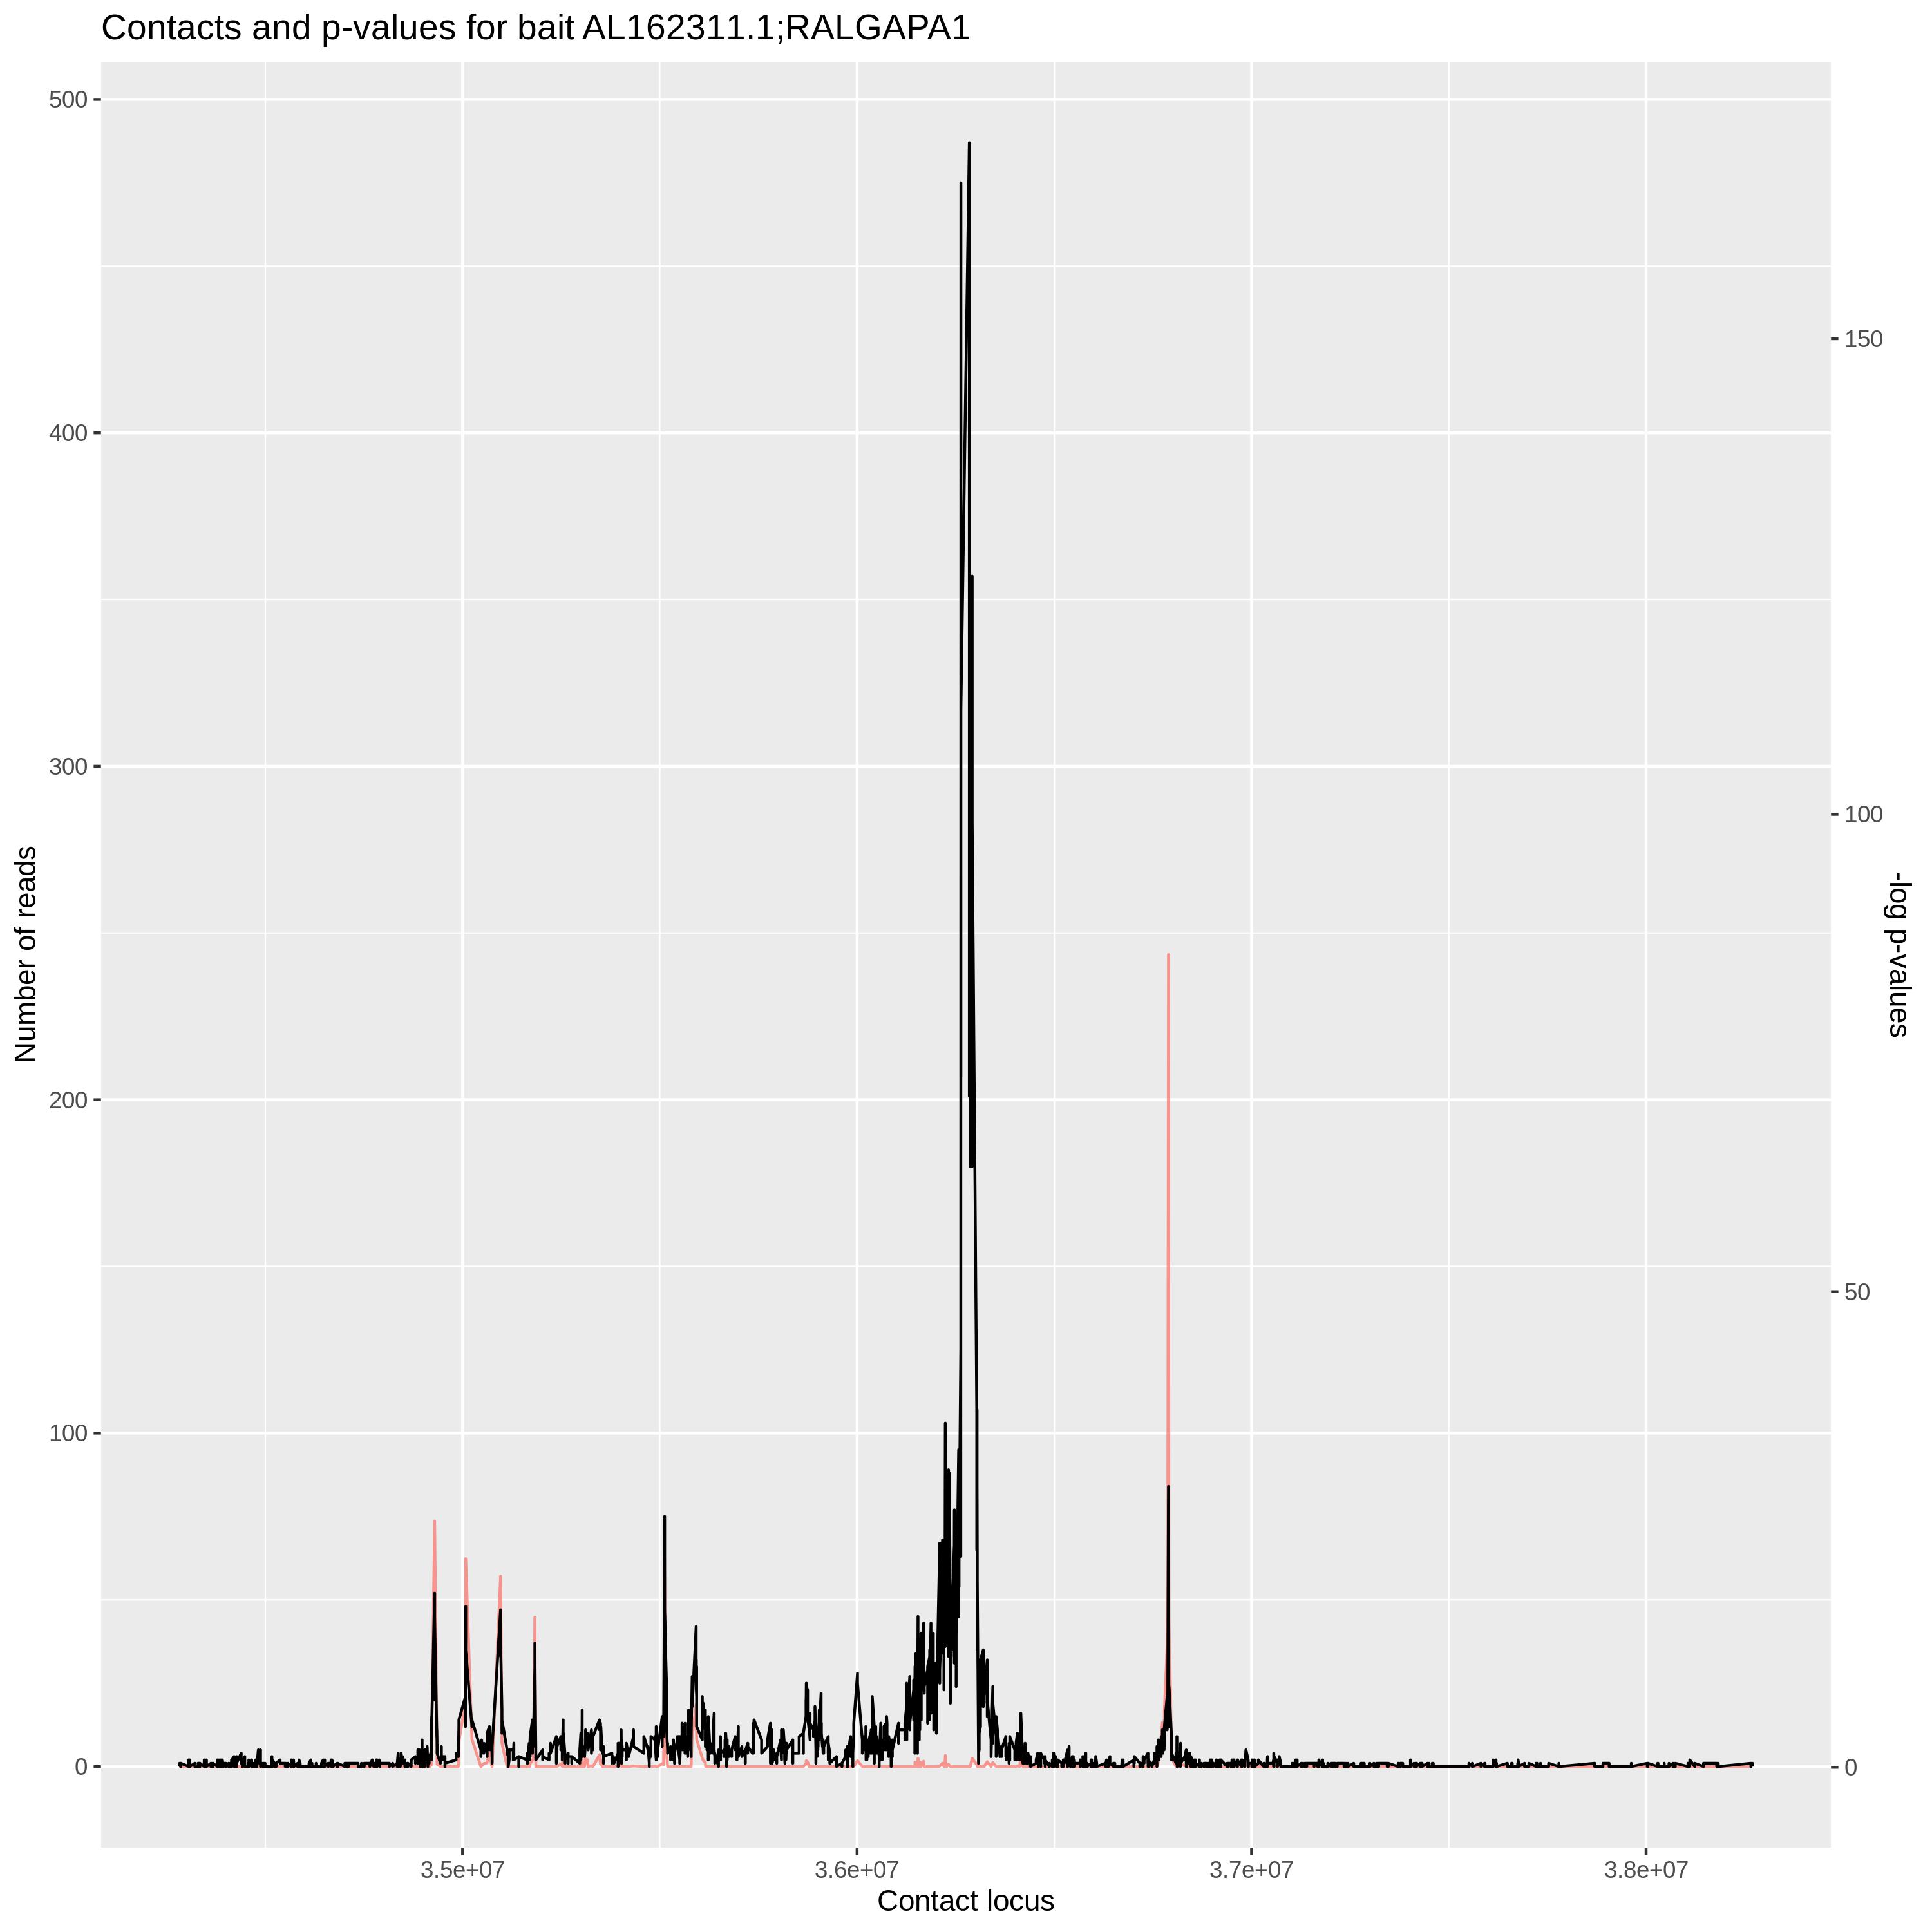 Contacts and p-values for bait AL162311.1;RALGAPA1
500
400
300
200
100
0
Number of reads
150
100
50
0
-log p-values
3.5e+07
3.6e+07
3.7e+07
3.8e+07
Contact locus